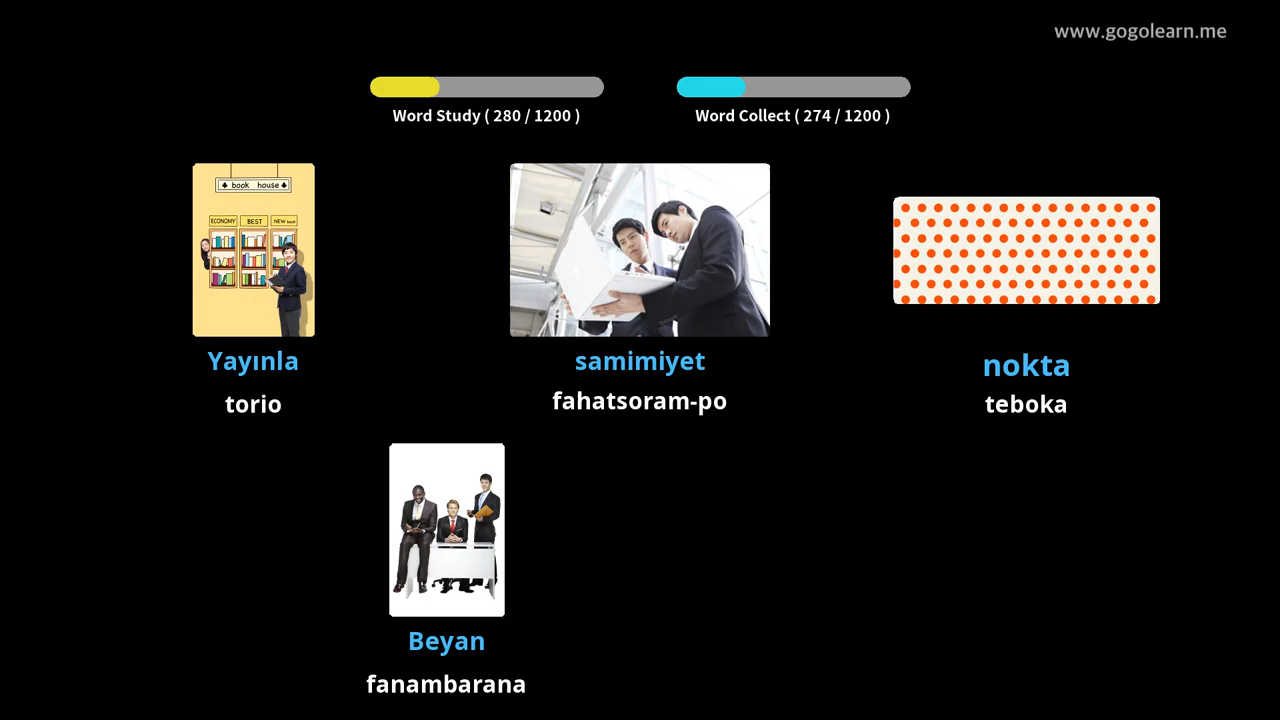 www.gogolearn.me
Word Study ( 280 / 1200 )
Word Collect ( 274 / 1200 )
book house
ECONOMY BEST NEW book
Yayınla
torio
samimiyet
fahatsoram-po
nokta
teboka
Beyan
fanambarana